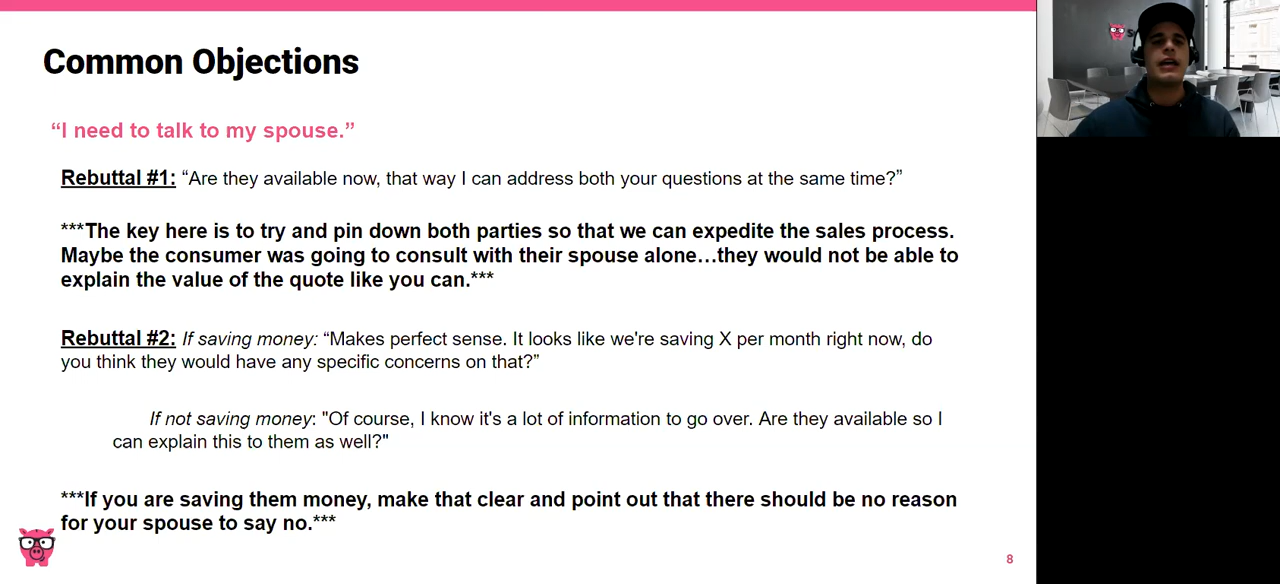 Common Objections
“I need to talk to my spouse.”
Rebuttal #1: “Are they available now, that way I can address both your questions at the same time?”
***The key here is to try and pin down both parties so that we can expedite the sales process.
Maybe the consumer was going to consult with their spouse alone…they would not be able to
explain the value of the quote like you can.***
Rebuttal #2: If saving money: “Makes perfect sense. It looks like we're saving X per month right now, do
you think they would have any specific concerns on that?”
If not saving money: "Of course, I know it's a lot of information to go over. Are they available so I
can explain this to them as well?"
***If you are saving them money, make that clear and point out that there should be no reason
for your spouse to say no.***
8